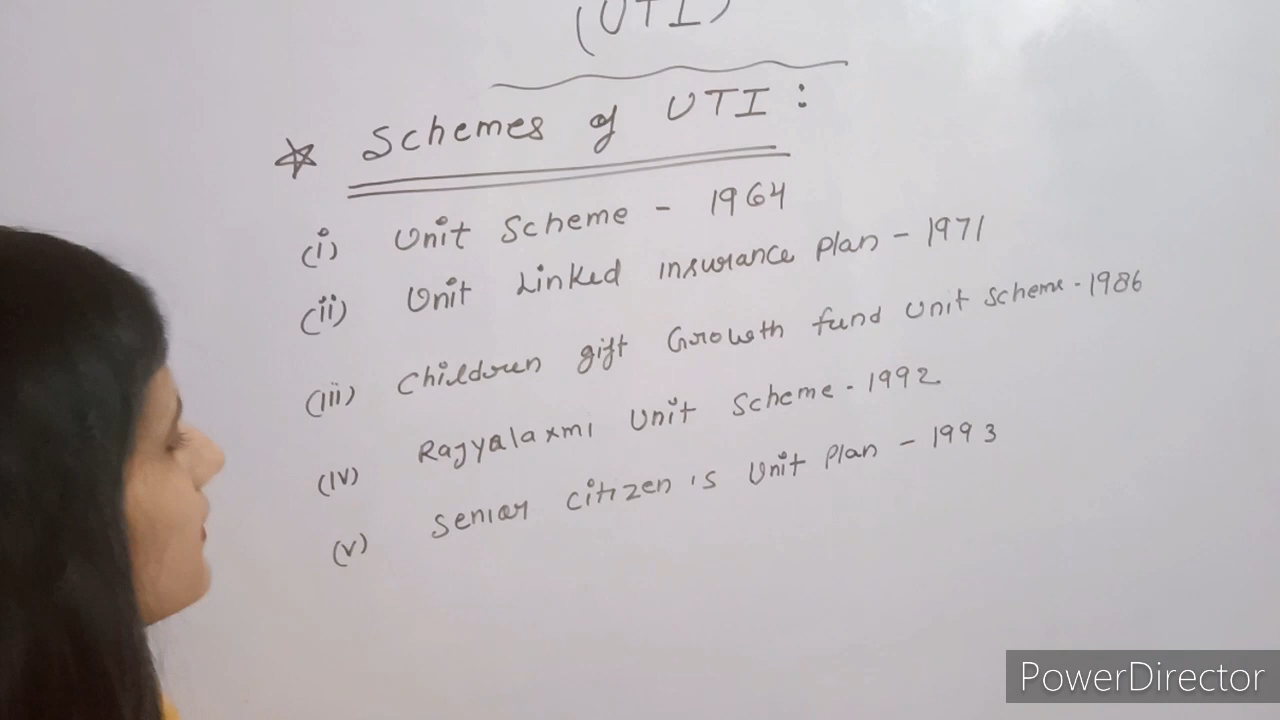 (UTI)
☆ Schemes of UTI :
(i) Unit Scheme - 1964
(ii) Unit Linked insurance plan - 1971
(iii) Children gift Growth fund Unit Scheme - 1986
(iv) Rajyalaxmi Unit Scheme - 1992
(v) Senior Citizen's Unit Plan - 1993
PowerDirector